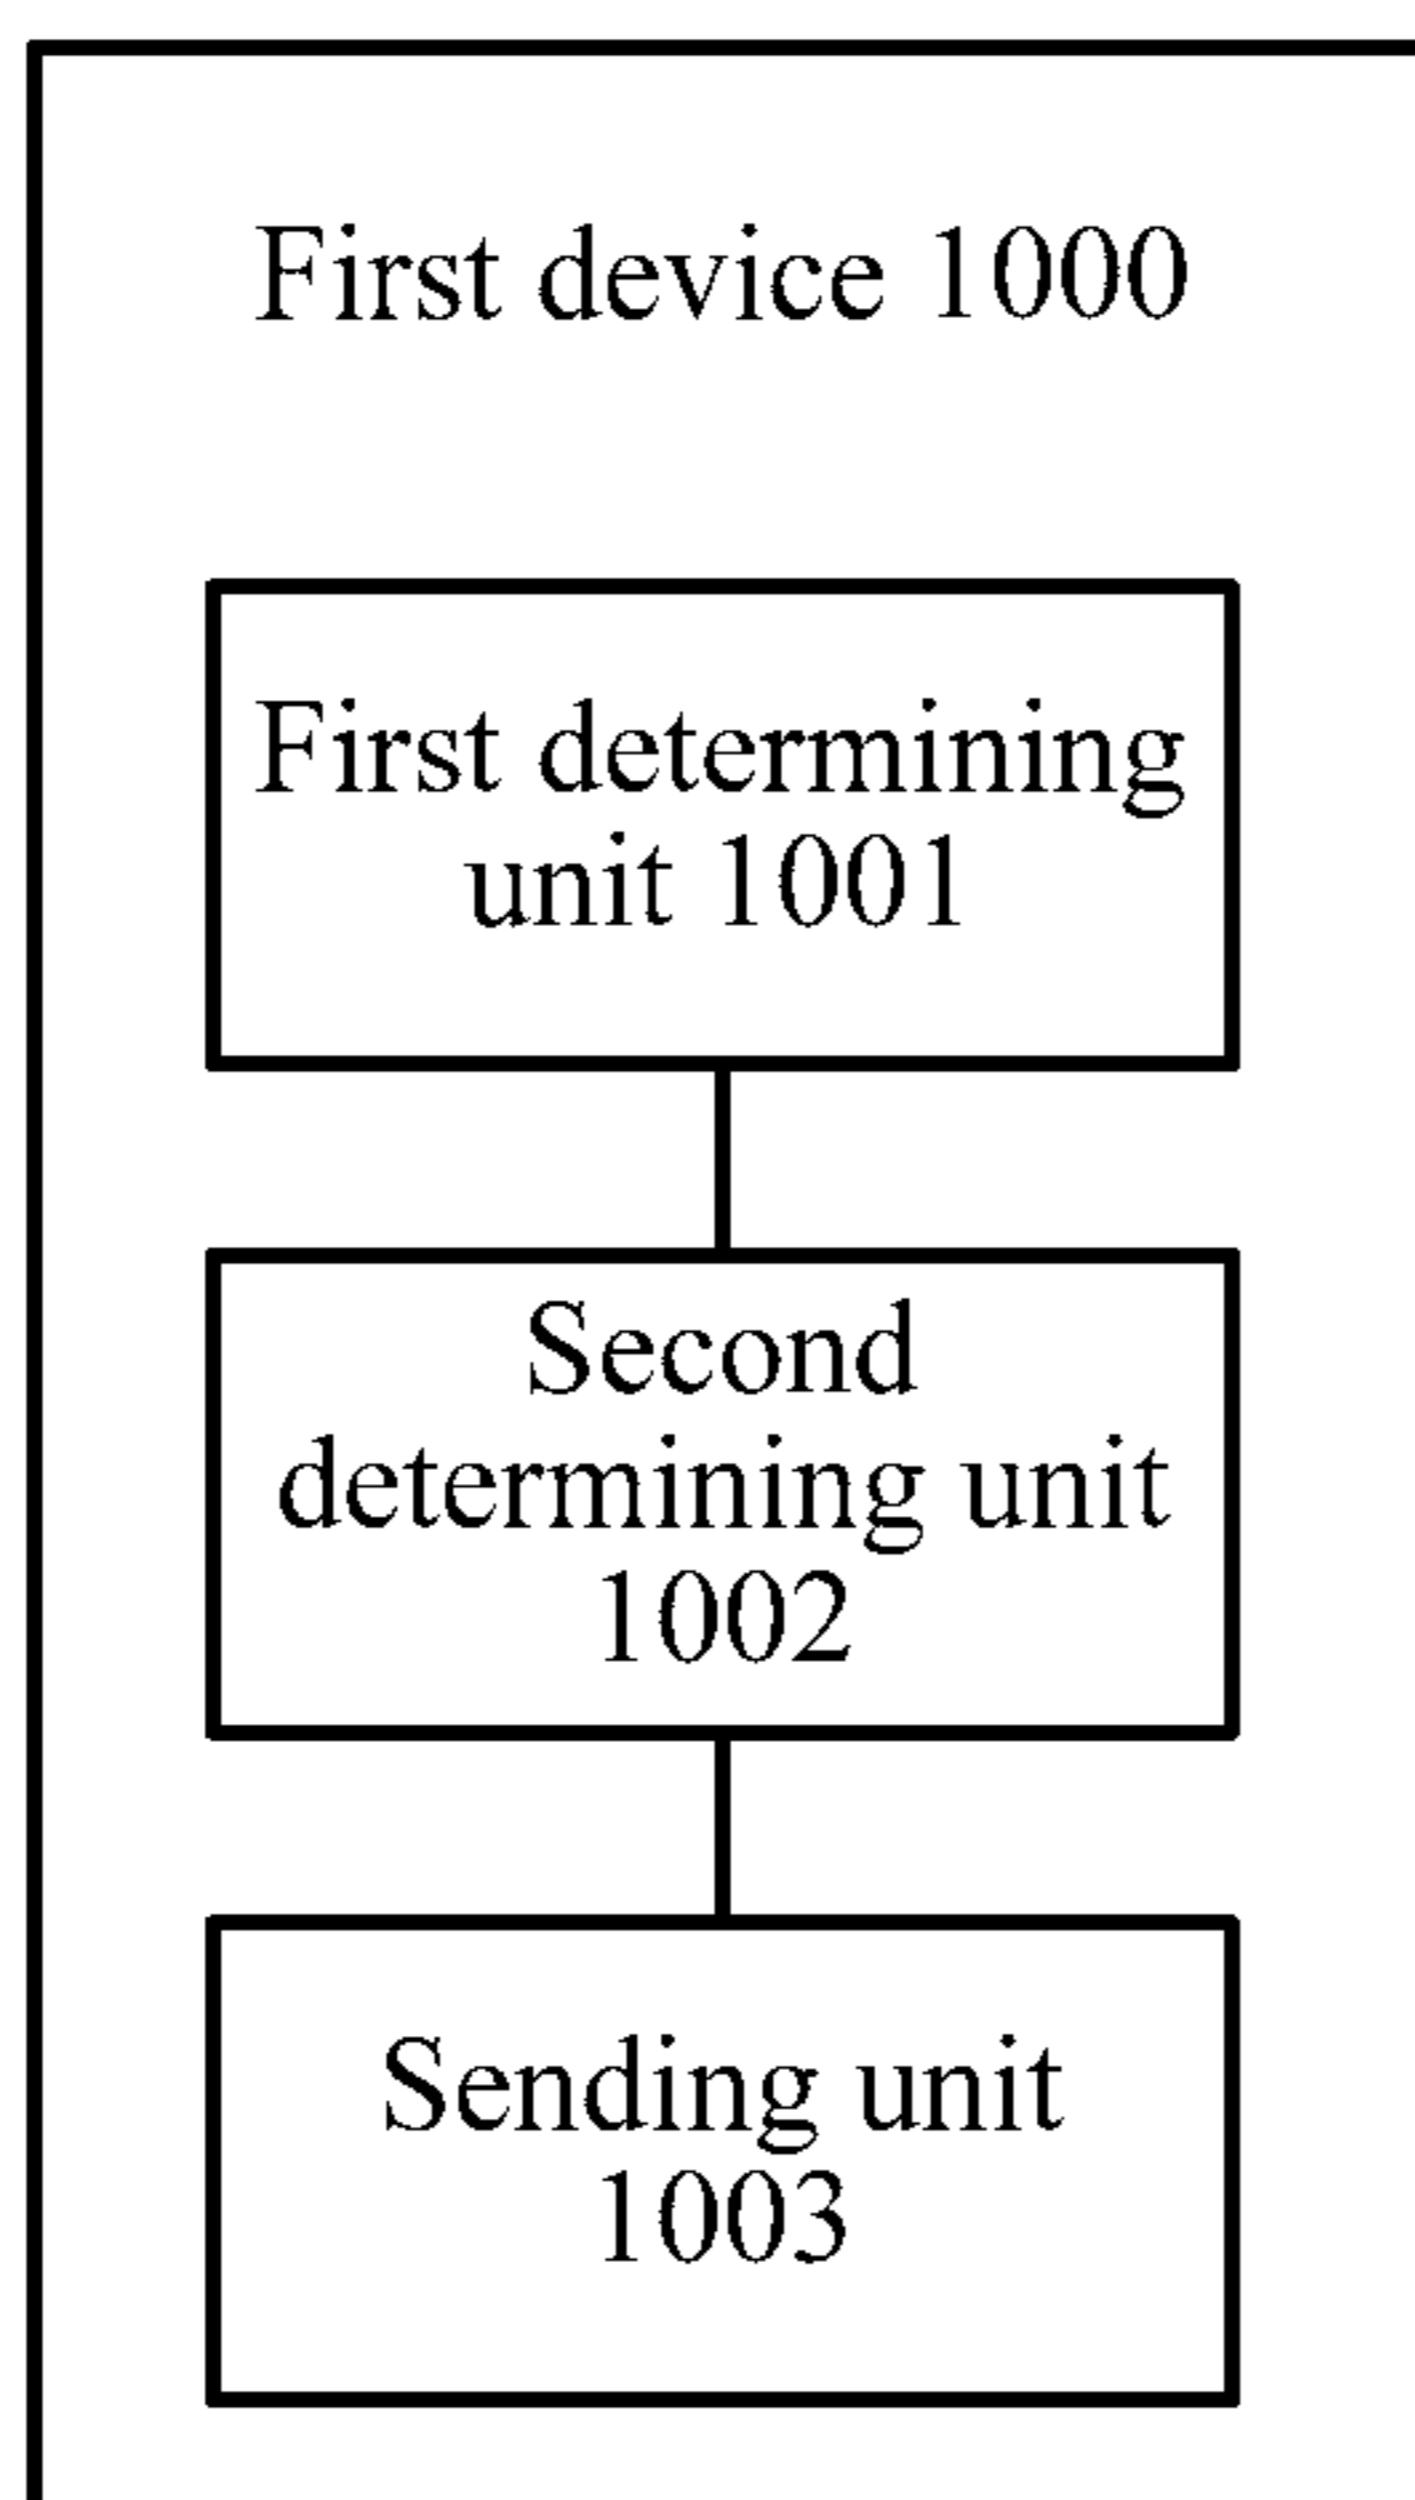 First device 1000
First determining
unit 1001
Second
determining unit
1002
Sending unit
1003